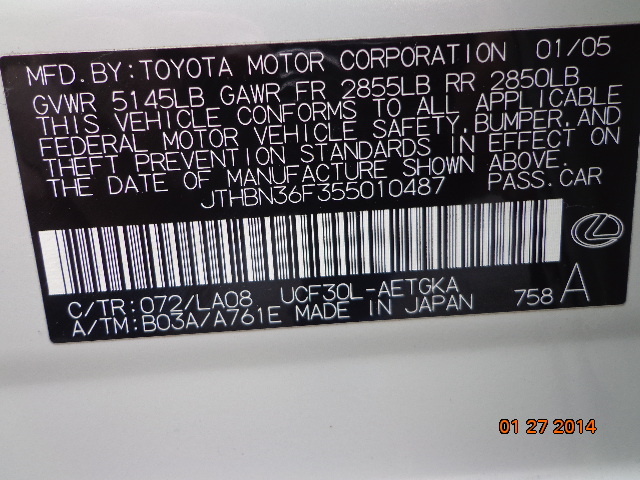 MFD. BY: TOYOTA MOTOR CORPORATION 01/05
GVWR 5145LB GAWR FR 2855LB RR 2850LB
THIS VEHICLE CONFORMS TO ALL APPLICABLE
FEDERAL MOTOR VEHICLE SAFETY, BUMPER, AND
THEFT PREVENTION STANDARDS IN EFFECT ON
THE DATE OF MANUFACTURE SHOWN ABOVE.
JTHBN36F355010487 PASS. CAR
C/TR: 072/LA08 UCF30L-AETGKA
A/TM: B03A/A761E MADE IN JAPAN 758 A
01 27 2014